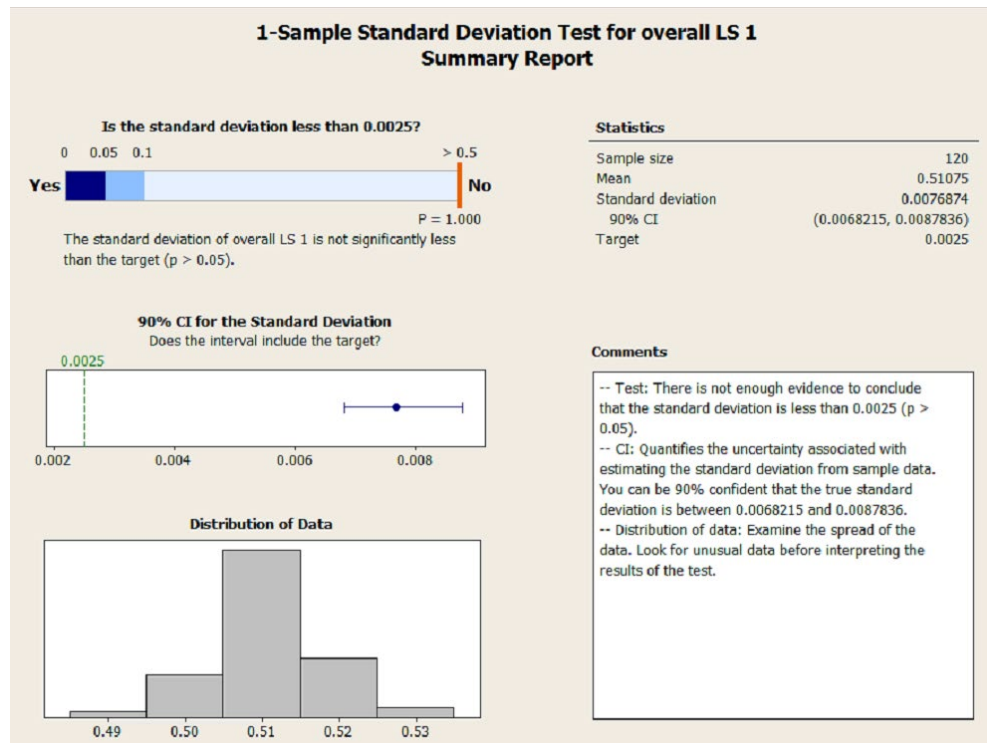 1-Sample Standard Deviation Test for overall LS 1
Summary Report
Is the standard deviation less than 0.0025?
0 0.05 0.1 > 0.5
Yes No
P = 1.000
The standard deviation of overall LS 1 is not significantly less
than the target (p > 0.05).
Statistics
Sample size 120
Mean 0.51075
Standard deviation 0.0076874
90% CI (0.0068215, 0.0087836)
Target 0.0025
90% CI for the Standard Deviation
Does the interval include the target?
0.0025
0.002 0.004 0.006 0.008
Distribution of Data
0.49 0.50 0.51 0.52 0.53
Comments
-- Test: There is not enough evidence to conclude
that the standard deviation is less than 0.0025 (p >
0.05).
-- CI: Quantifies the uncertainty associated with
estimating the standard deviation from sample data.
You can be 90% confident that the true standard
deviation is between 0.0068215 and 0.0087836.
-- Distribution of data: Examine the spread of the
data. Look for unusual data before interpreting the
results of the test.